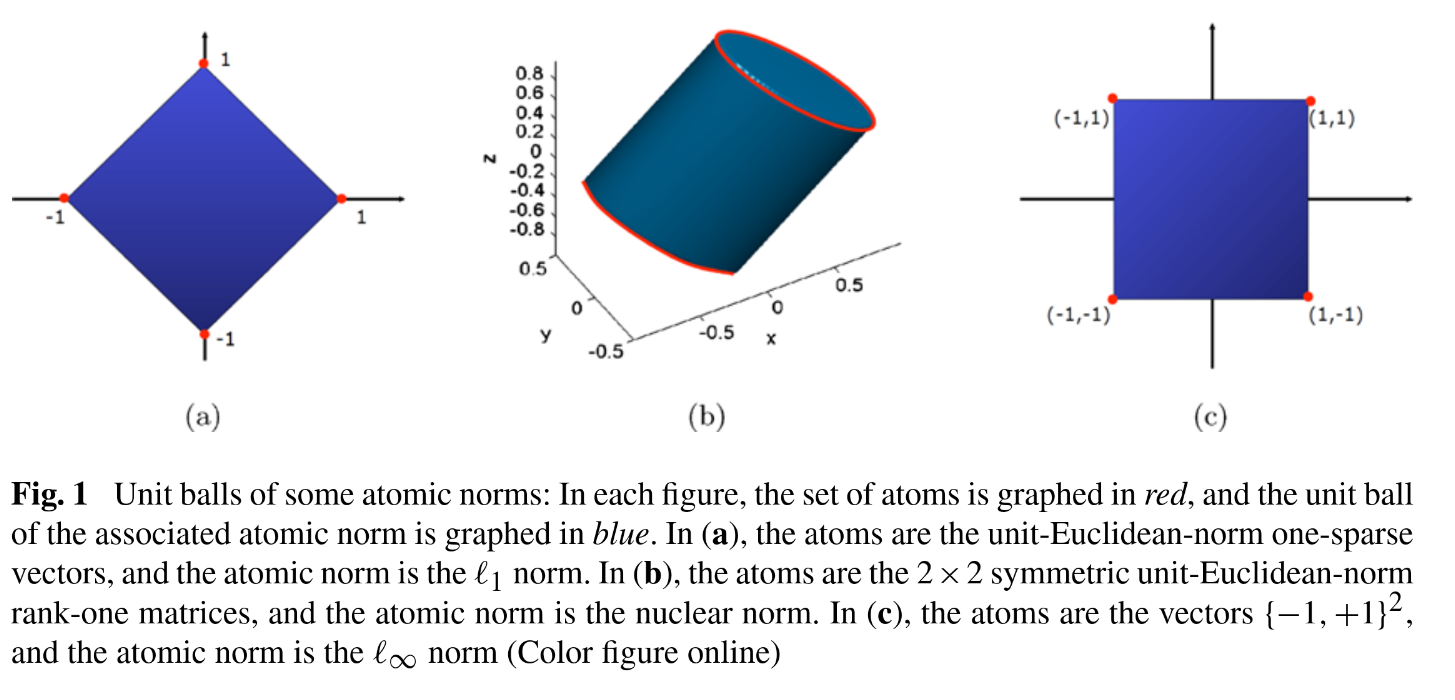 1
-1
1
-1
(a)
0.8
0.6
0.4
0.2
0
-0.2
-0.4
-0.6
-0.8
z
0.5
0
-0.5
y
-0.5
0
0.5
x
(b)
(-1,1)
(1,1)
(-1,-1)
(1,-1)
(c)
Fig. 1 Unit balls of some atomic norms: In each figure, the set of atoms is graphed in red, and the unit ball
of the associated atomic norm is graphed in blue. In (a), the atoms are the unit-Euclidean-norm one-sparse
vectors, and the atomic norm is the ℓ₁ norm. In (b), the atoms are the 2 × 2 symmetric unit-Euclidean-norm
rank-one matrices, and the atomic norm is the nuclear norm. In (c), the atoms are the vectors {−1, +1}²,
and the atomic norm is the ℓ∞ norm (Color figure online)